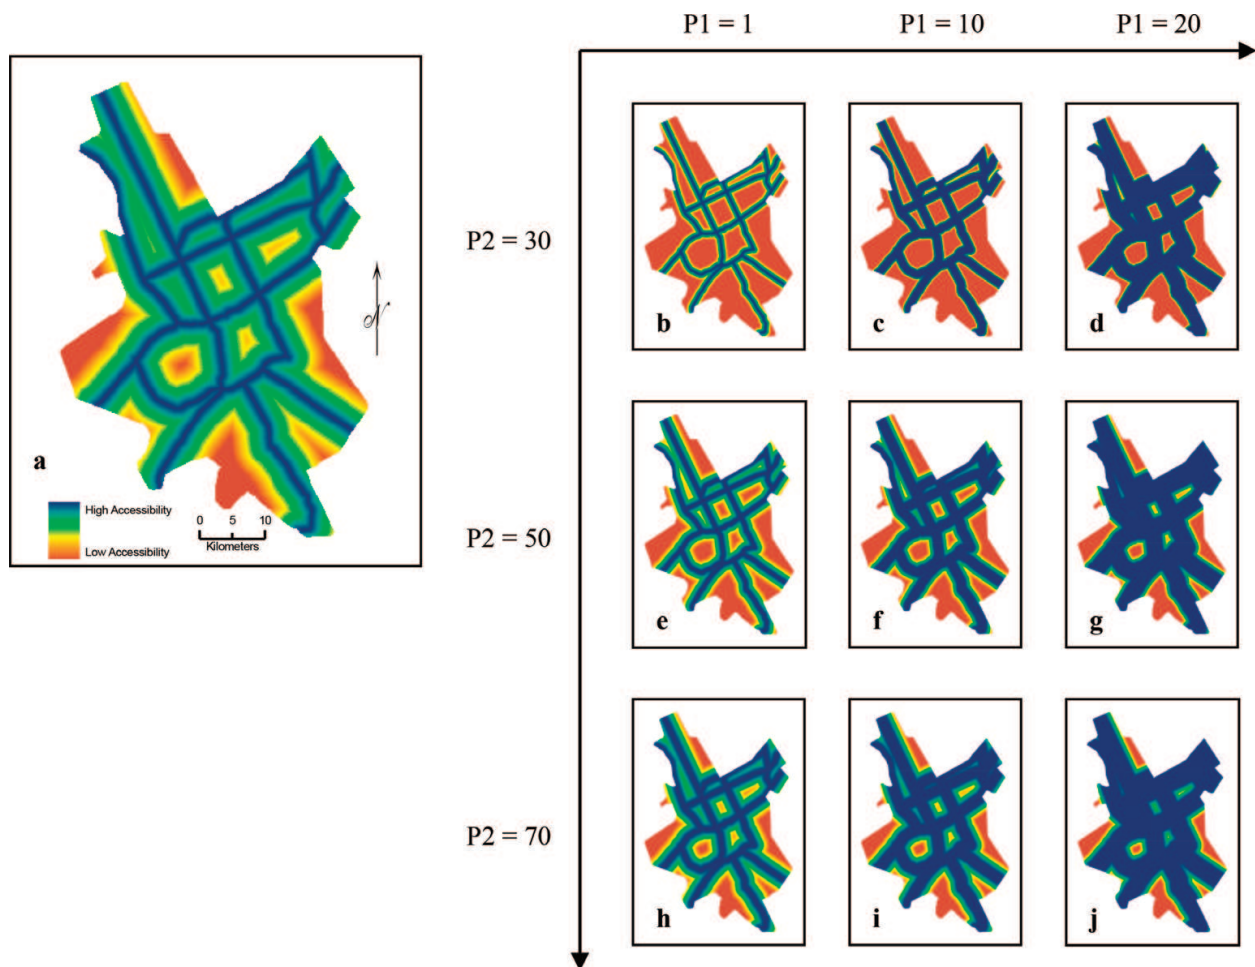 P1 = 1 P1 = 10 P1 = 20
P2 = 30
P2 = 50
P2 = 70
N
a
High Accessibility
Low Accessibility
0 5 10
Kilometers
b c d
e f g
h i j